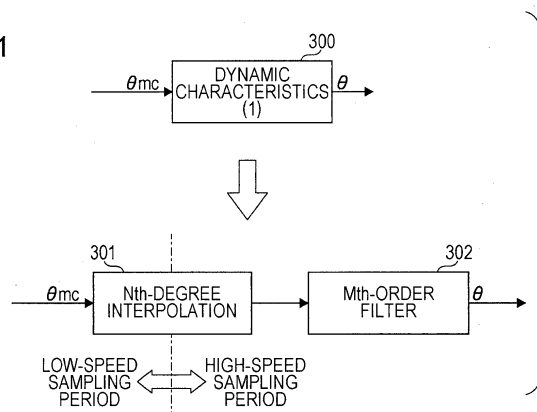 1
300
θmc
DYNAMIC
CHARACTERISTICS
(1)
θ
301
302
θmc
Nth-DEGREE
INTERPOLATION
Mth-ORDER
FILTER
θ
LOW-SPEED
SAMPLING
PERIOD
HIGH-SPEED
SAMPLING
PERIOD